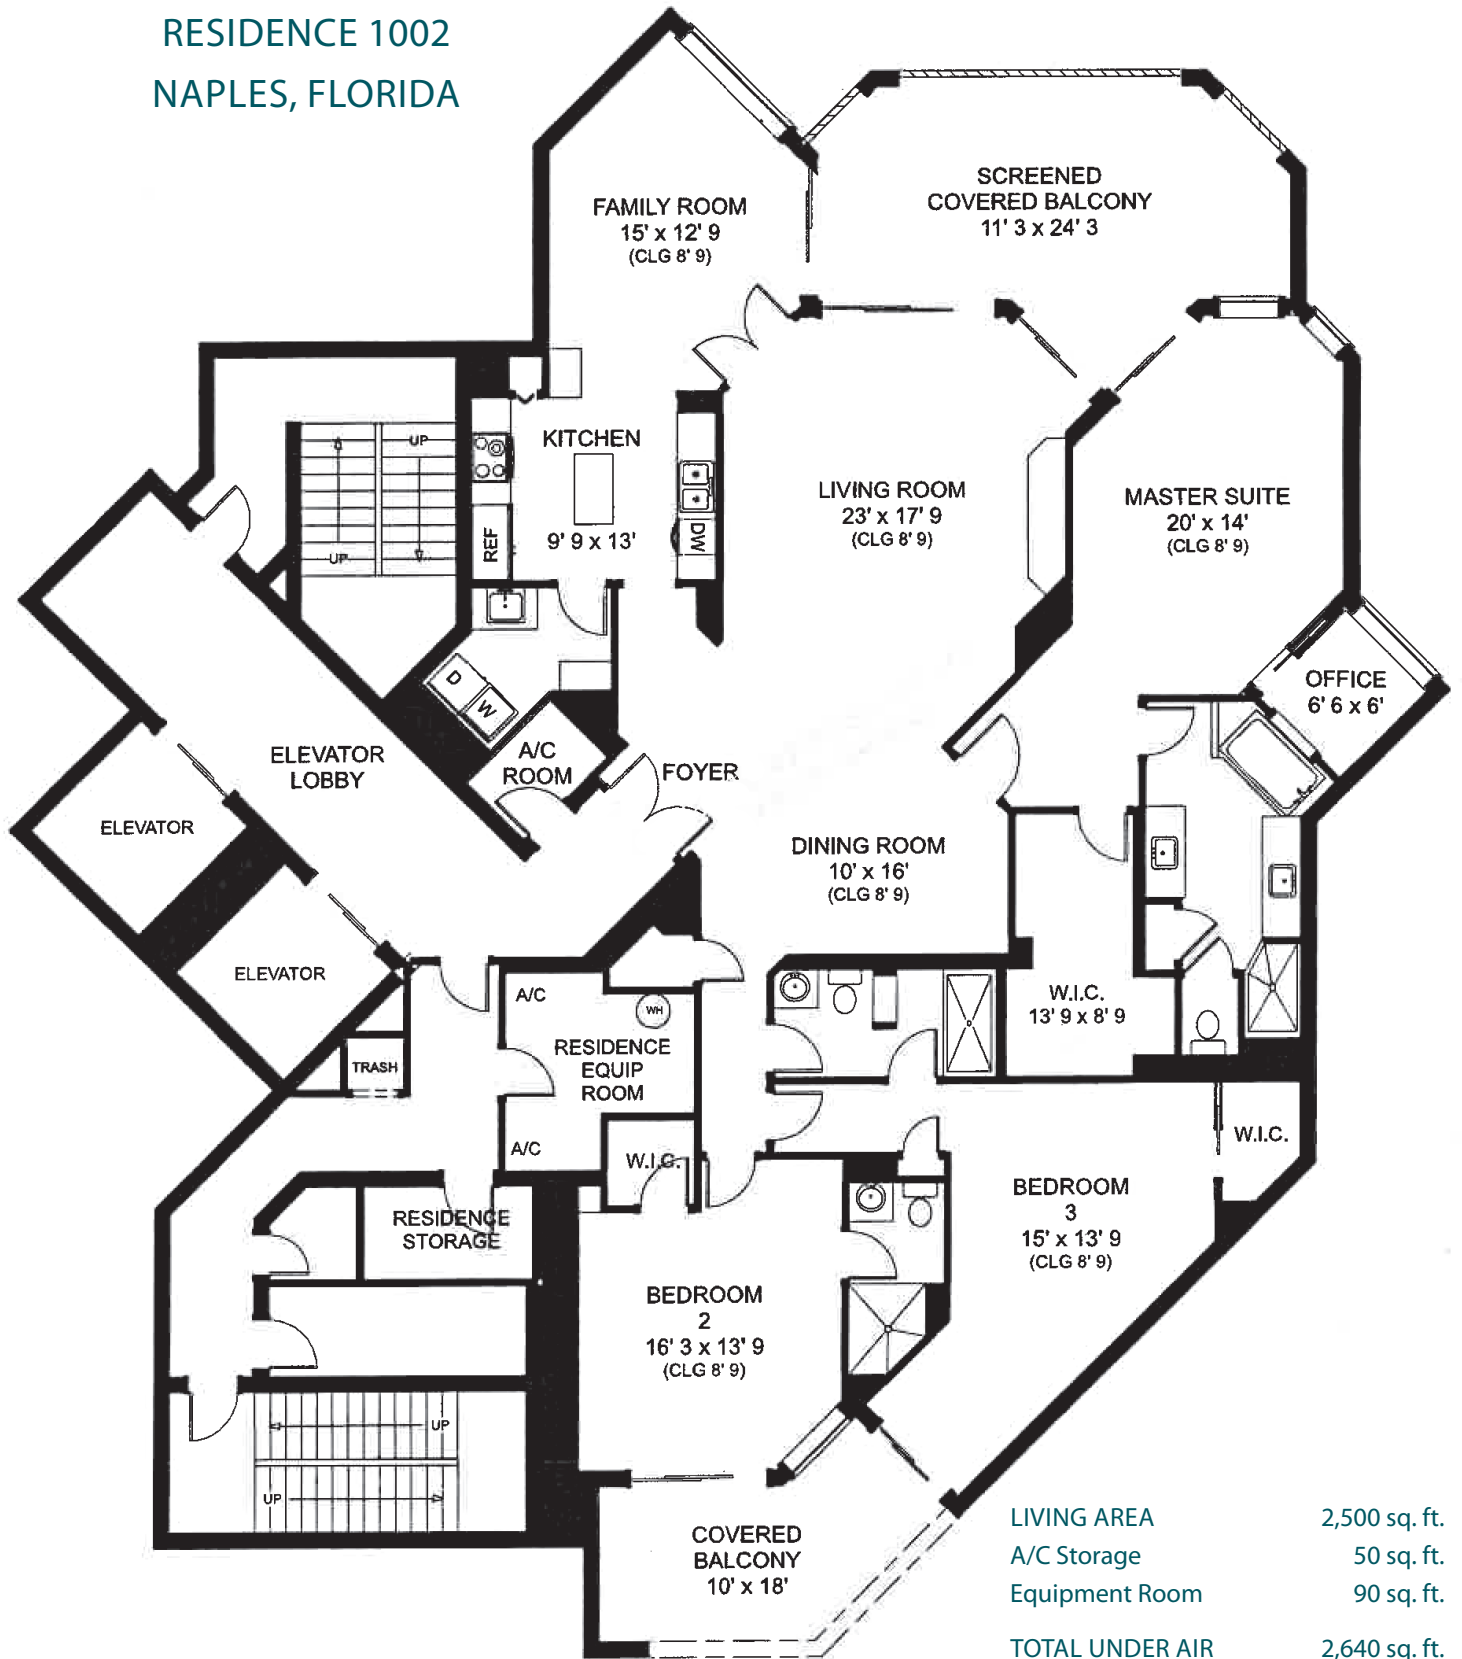 RESIDENCE 1002
NAPLES, FLORIDA
SCREENED
COVERED BALCONY
11' 3 x 24' 3
FAMILY ROOM
15' x 12' 9
(CLG 8' 9)
UP
UP
KITCHEN
9' 9 x 13'
REF
DW
LIVING ROOM
23' x 17' 9
(CLG 8' 9)
MASTER SUITE
20' x 14'
(CLG 8' 9)
OFFICE
6' 6 x 6'
D
W
A/C
ROOM
FOYER
ELEVATOR
LOBBY
ELEVATOR
ELEVATOR
DINING ROOM
10' x 16'
(CLG 8' 9)
W.I.C.
13' 9 x 8' 9
A/C
WH
RESIDENCE
EQUIP
ROOM
A/C
TRASH
W.I.C.
W.I.C.
RESIDENCE
STORAGE
BEDROOM
3
15' x 13' 9
(CLG 8' 9)
BEDROOM
2
16' 3 x 13' 9
(CLG 8' 9)
UP
UP
COVERED
BALCONY
10' x 18'
LIVING AREA 2,500 sq. ft.
A/C Storage 50 sq. ft.
Equipment Room 90 sq. ft.
TOTAL UNDER AIR 2,640 sq. ft.